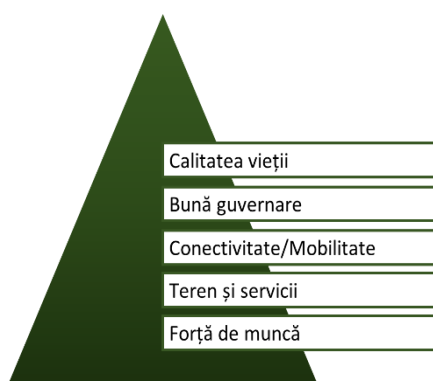 Calitatea vieții
Bună guvernare
Conectivitate/Mobilitate
Teren și servicii
Forță de muncă